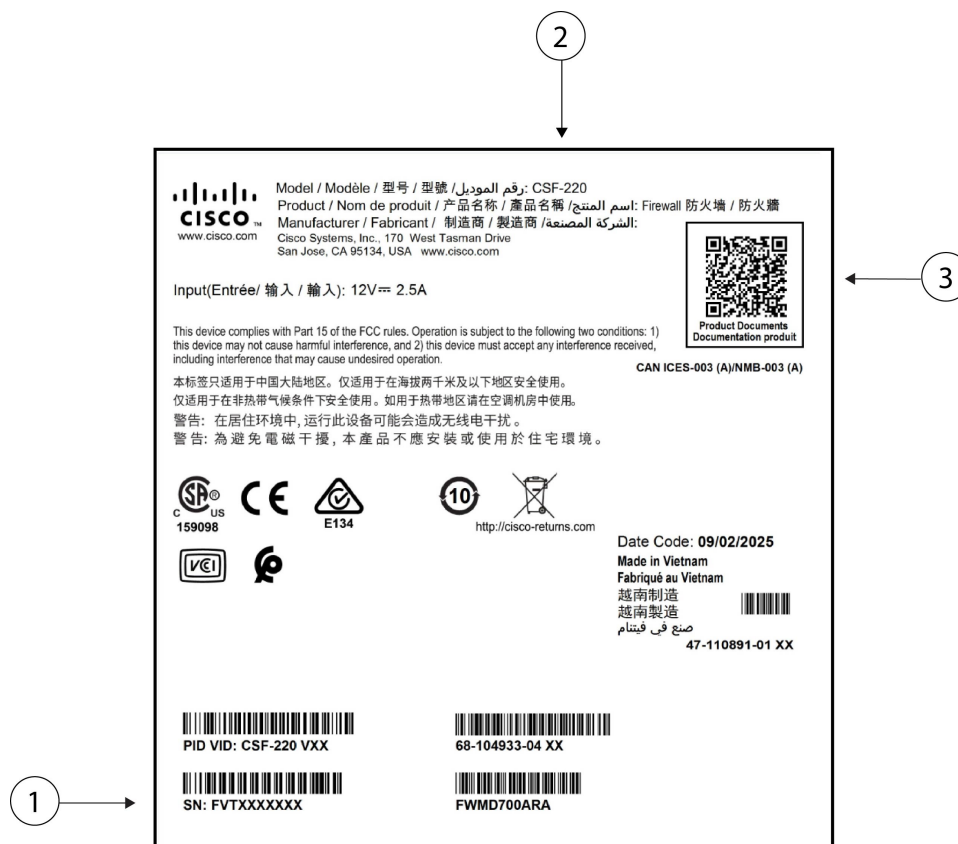 2
CISCO TM
www.cisco.com
Model / Modèle / 型号 / 型號 /رقم الموديل: CSF-220
Product / Nom de produit / 产品名称 / 產品名稱 /اسم المنتج: Firewall 防火墙 / 防火牆
Manufacturer / Fabricant / 制造商 / 製造商 /الشركة المصنعة:
Cisco Systems, Inc., 170 West Tasman Drive
San Jose, CA 95134, USA www.cisco.com
3
Input(Entrée/ 输入 / 輸入): 12V⎓ 2.5A
Product Documents
Documentation produit
This device complies with Part 15 of the FCC rules. Operation is subject to the following two conditions: 1)
this device may not cause harmful interference, and 2) this device must accept any interference received,
including interference that may cause undesired operation.
CAN ICES-003 (A)/NMB-003 (A)
本标签只适用于中国大陆地区。仅适用于在海拔两千米及以下地区安全使用。
仅适用于在非热带气候条件下安全使用。如用于热带地区请在空调机房中使用。
警告: 在居住环境中, 运行此设备可能会造成无线电干扰。
警告: 為避免電磁干擾, 本產品不應安裝或使用於住宅環境。
C SA ® US
159098
CE
E134
10
http://cisco-returns.com
VCI
Date Code: 09/02/2025
Made in Vietnam
Fabriqué au Vietnam
越南制造
越南製造
صنع في فيتنام
47-110891-01 XX
PID VID: CSF-220 VXX
68-104933-04 XX
1
SN: FVTXXXXXXX
FWMD700ARA